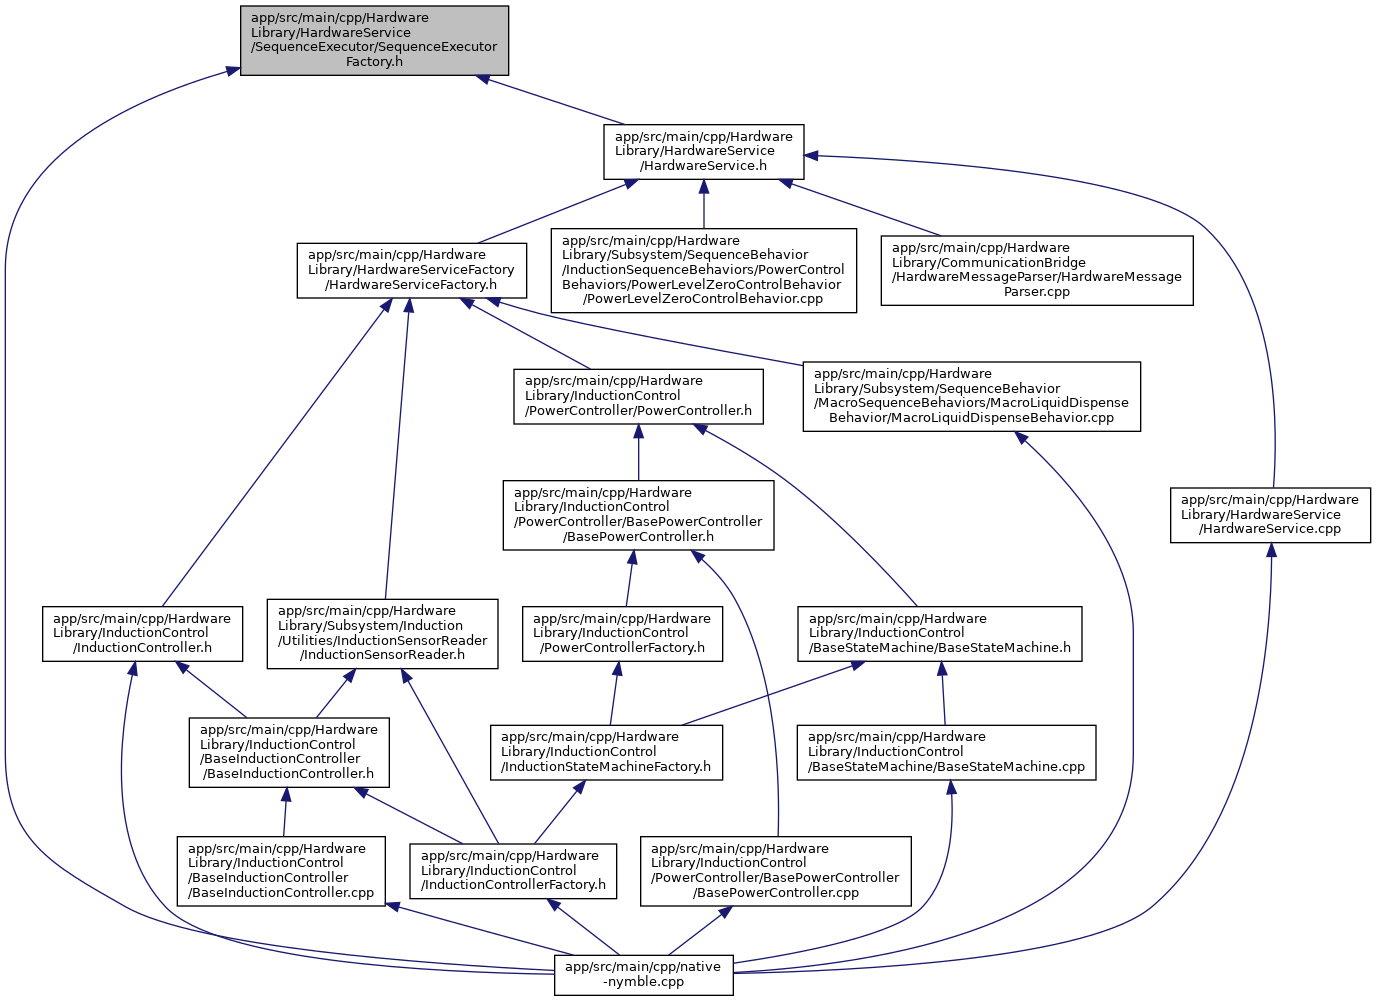 app/src/main/cpp/Hardware
Library/HardwareService
/SequenceExecutor/SequenceExecutor
Factory.h
app/src/main/cpp/Hardware
Library/HardwareService
/HardwareService.h
app/src/main/cpp/Hardware
Library/HardwareServiceFactory
/HardwareServiceFactory.h
app/src/main/cpp/Hardware
Library/Subsystem/SequenceBehavior
/InductionSequenceBehaviors/PowerControl
Behaviors/PowerLevelZeroControlBehavior
/PowerLevelZeroControlBehavior.cpp
app/src/main/cpp/Hardware
Library/CommunicationBridge
/HardwareMessageParser/HardwareMessage
Parser.cpp
app/src/main/cpp/Hardware
Library/InductionControl
/PowerController/PowerController.h
app/src/main/cpp/Hardware
Library/Subsystem/SequenceBehavior
/MacroSequenceBehaviors/MacroLiquidDispense
Behavior/MacroLiquidDispenseBehavior.cpp
app/src/main/cpp/Hardware
Library/InductionControl
/PowerController/BasePowerController
/BasePowerController.h
app/src/main/cpp/Hardware
Library/HardwareService
/HardwareService.cpp
app/src/main/cpp/Hardware
Library/InductionControl
/InductionController.h
app/src/main/cpp/Hardware
Library/Subsystem/Induction
/Utilities/InductionSensorReader
/InductionSensorReader.h
app/src/main/cpp/Hardware
Library/InductionControl
/PowerControllerFactory.h
app/src/main/cpp/Hardware
Library/InductionControl
/BaseStateMachine/BaseStateMachine.h
app/src/main/cpp/Hardware
Library/InductionControl
/BaseInductionController
/BaseInductionController.h
app/src/main/cpp/Hardware
Library/InductionControl
/InductionStateMachineFactory.h
app/src/main/cpp/Hardware
Library/InductionControl
/BaseStateMachine/BaseStateMachine.cpp
app/src/main/cpp/Hardware
Library/InductionControl
/BaseInductionController
/BaseInductionController.cpp
app/src/main/cpp/Hardware
Library/InductionControl
/InductionControllerFactory.h
app/src/main/cpp/Hardware
Library/InductionControl
/PowerController/BasePowerController
/BasePowerController.cpp
app/src/main/cpp/native
-nymble.cpp